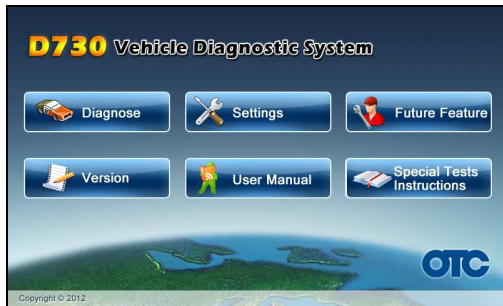 D730 Vehicle Diagnostic System
Diagnose
Settings
Future Feature
Version
User Manual
Special Tests
Instructions
OTC
Copyright © 2012